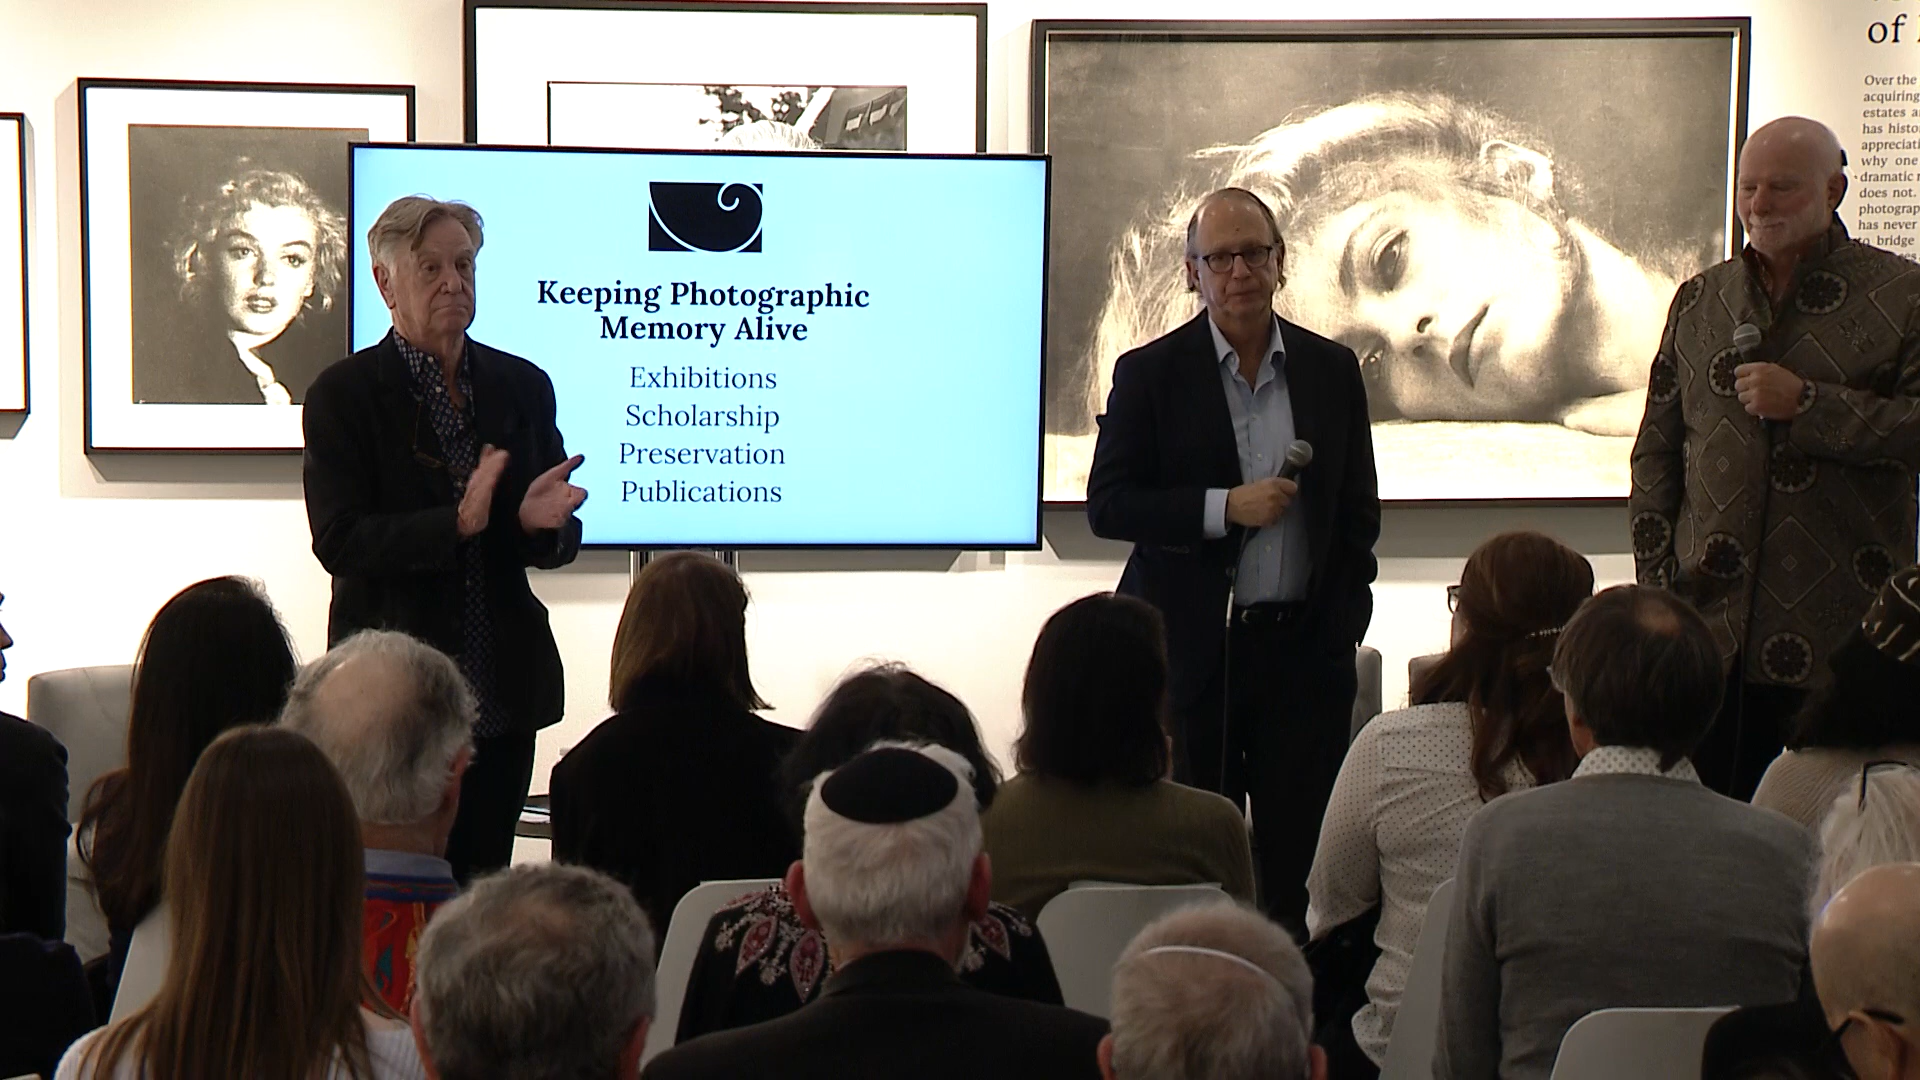 Keeping Photographic
Memory Alive
Exhibitions
Scholarship
Preservation
Publications
of
Over the
acquiring
estates
has histo
appreciati
why one
dramatic
does not.
photograp
has never
to bridge